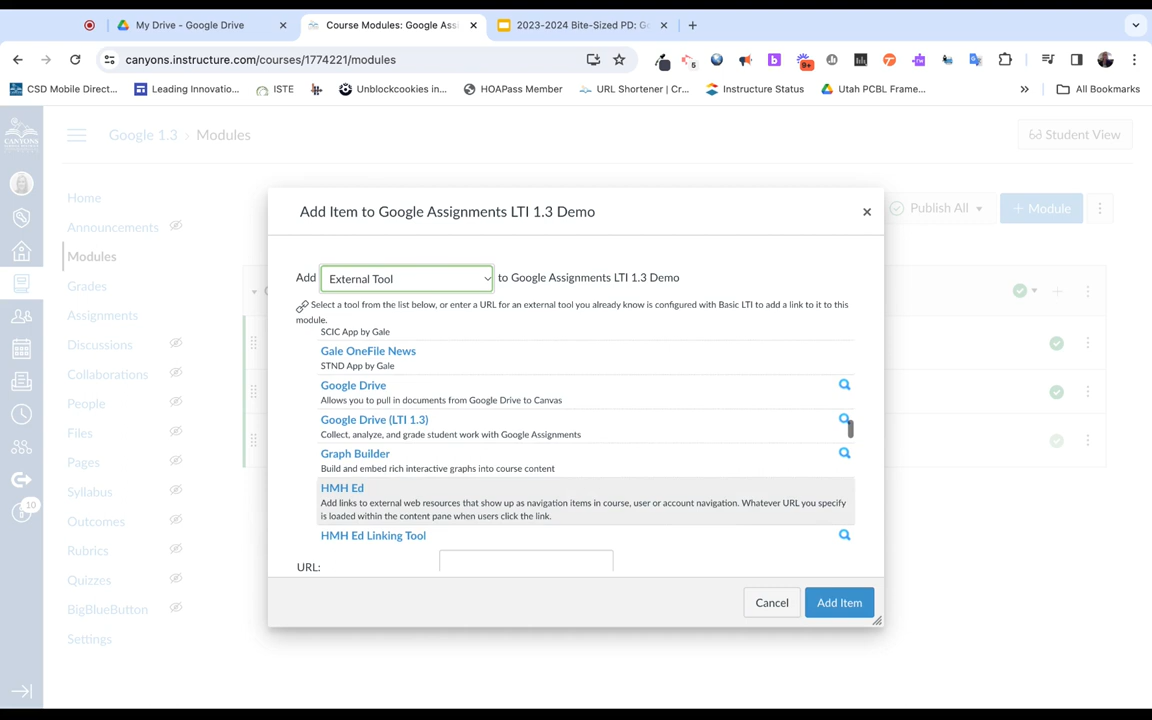 My Drive - Google Drive
Course Modules: Google Assi
2023-2024 Bite-Sized PD: Go
canyons.instructure.com/courses/1774221/modules
6
9+
CSD Mobile Direct...
Leading Innovatio...
ISTE
Unblockcookies in...
HOAPass Member
URL Shortener | Cr...
Instructure Status
Utah PCBL Frame...
All Bookmarks
CANYONS
Google 1.3 › Modules
Student View
Home
Announcements
Modules
Grades
Assignments
Discussions
Collaborations
People
Files
Pages
Syllabus
Outcomes
Rubrics
Quizzes
BigBlueButton
Settings
10
Publish All
+ Module
Add Item to Google Assignments LTI 1.3 Demo
Add External Tool to Google Assignments LTI 1.3 Demo
Select a tool from the list below, or enter a URL for an external tool you already know is configured with Basic LTI to add a link to it to this
module.
SCIC App by Gale
Gale OneFile News
STND App by Gale
Google Drive
Allows you to pull in documents from Google Drive to Canvas
Google Drive (LTI 1.3)
Collect, analyze, and grade student work with Google Assignments
Graph Builder
Build and embed rich interactive graphs into course content
HMH Ed
Add links to external web resources that show up as navigation items in course, user or account navigation. Whatever URL you specify
is loaded within the content pane when users click the link.
HMH Ed Linking Tool
URL:
Cancel
Add Item